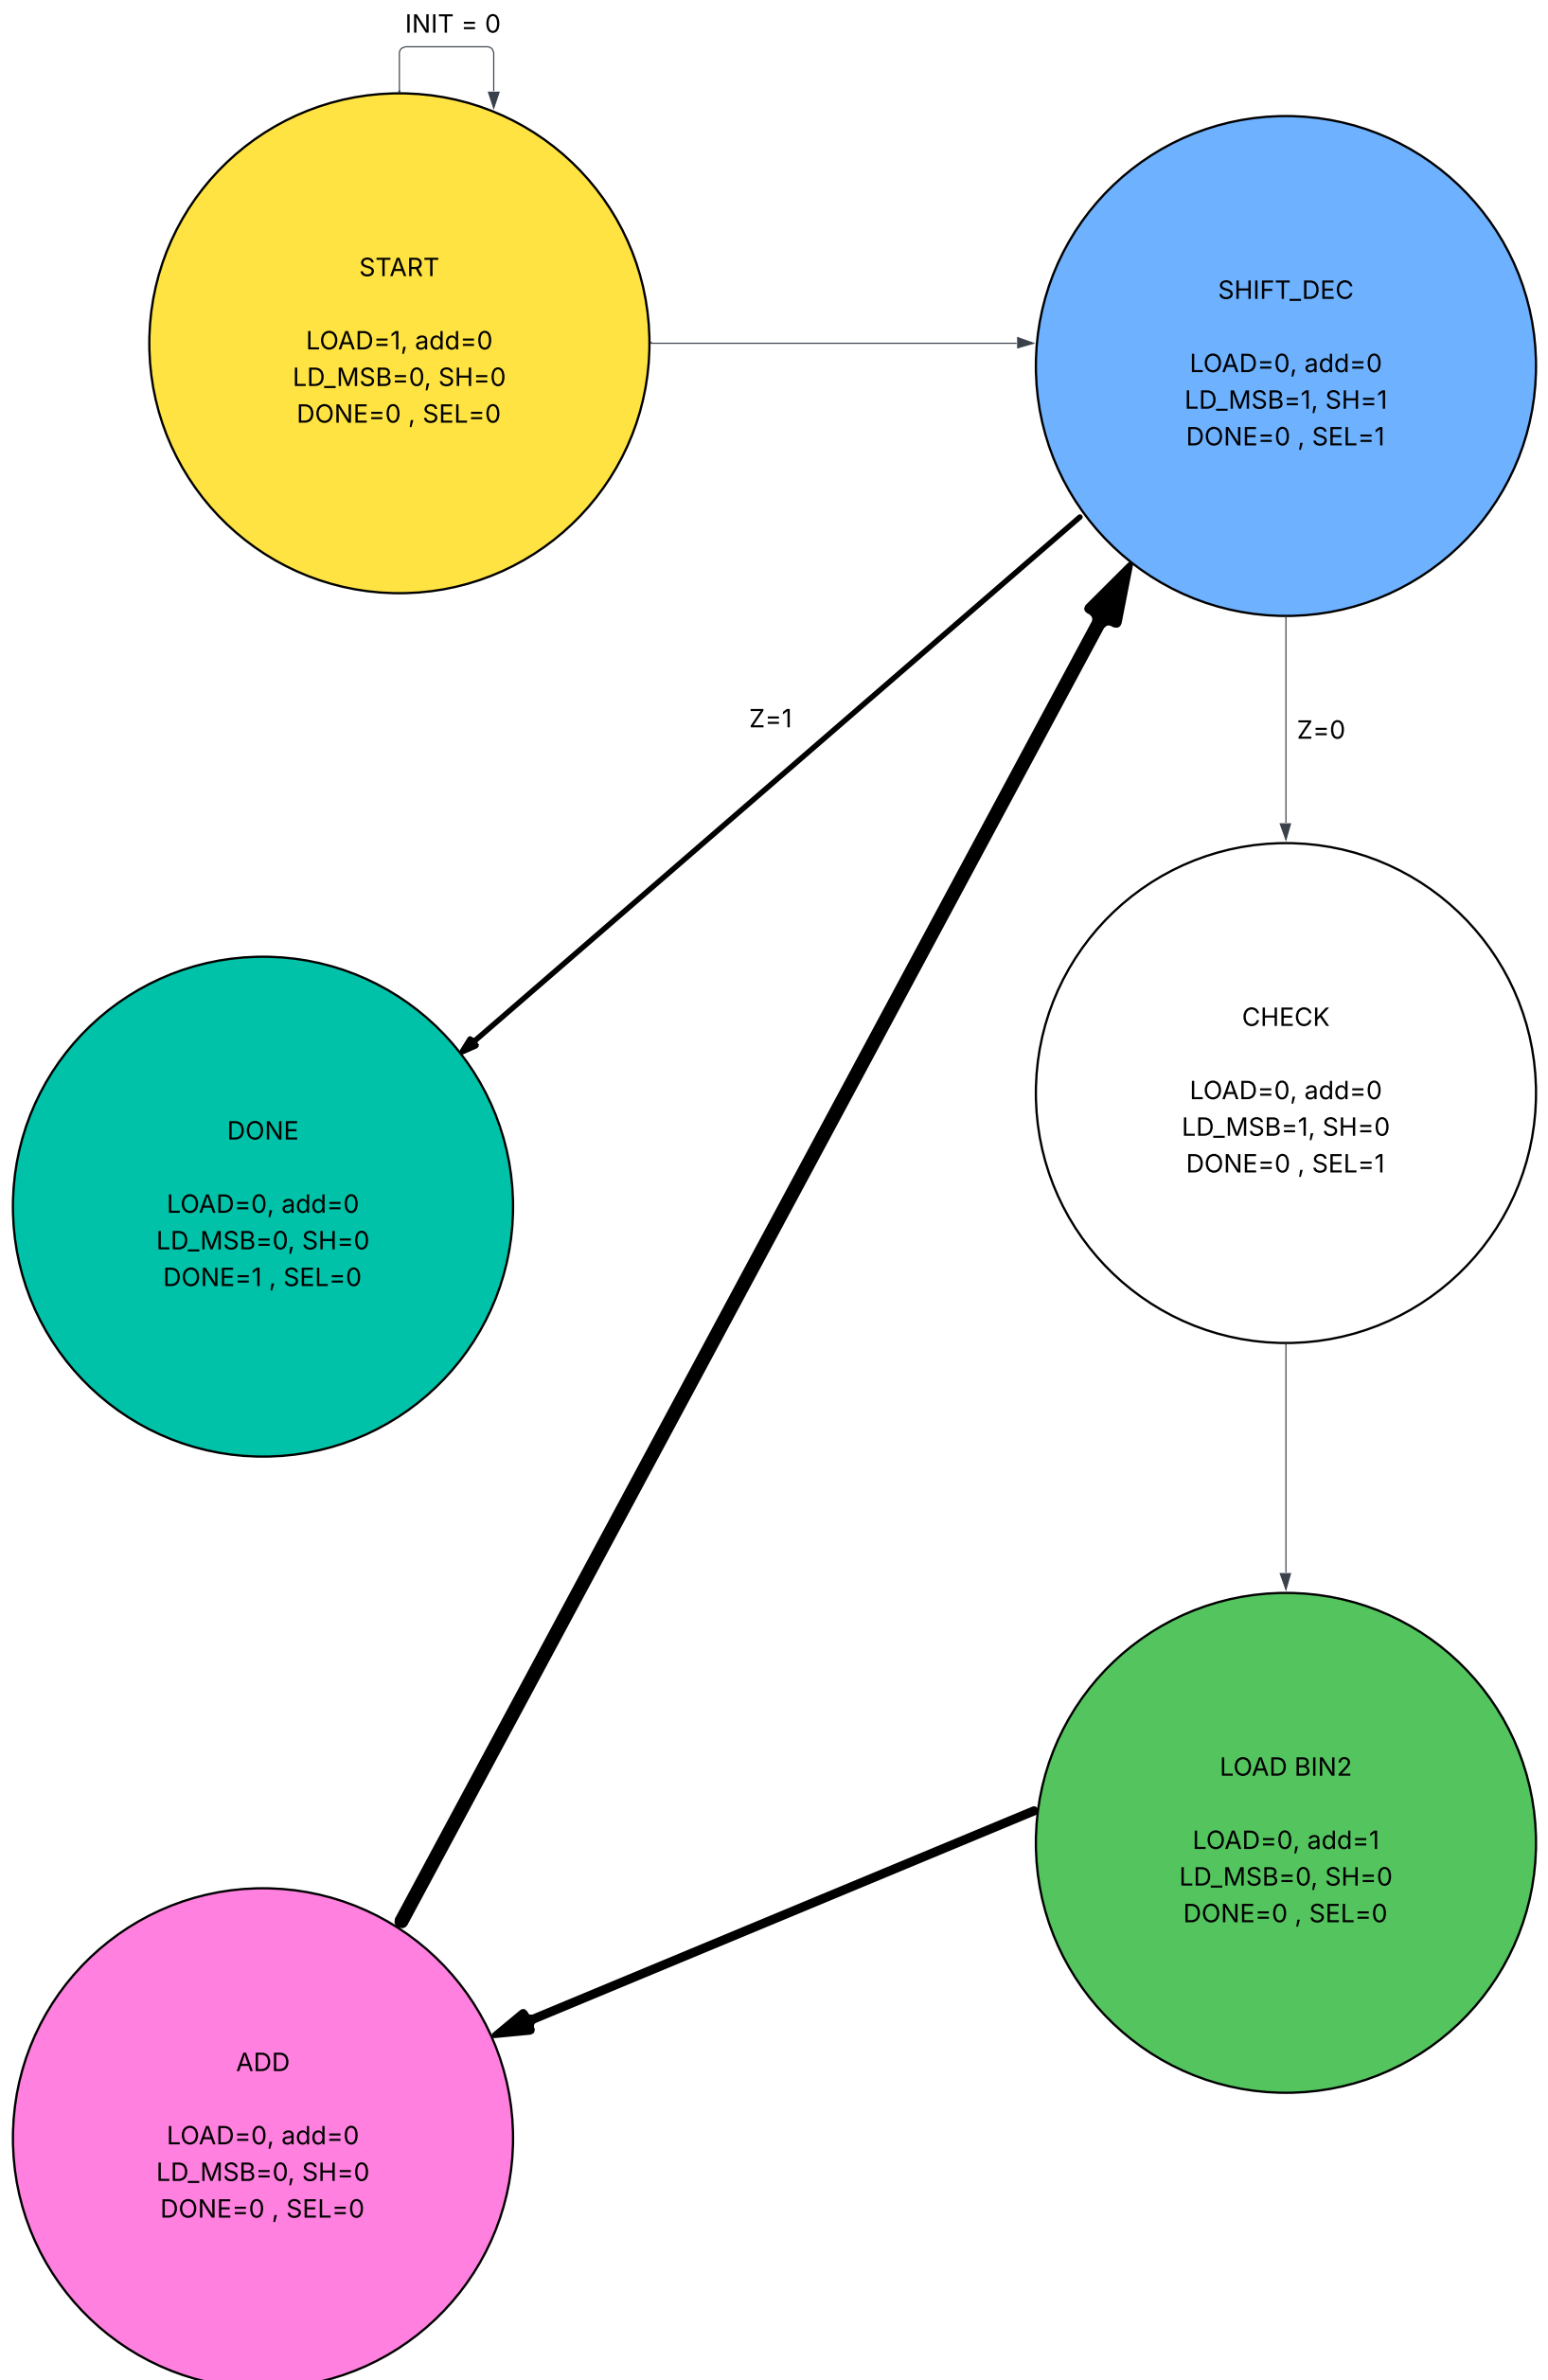 INIT = 0
START
LOAD=1, add=0
LD_MSB=0, SH=0
DONE=0 , SEL=0
SHIFT_DEC
LOAD=0, add=0
LD_MSB=1, SH=1
DONE=0 , SEL=1
Z=1
Z=0
CHECK
LOAD=0, add=0
LD_MSB=1, SH=0
DONE=0 , SEL=1
DONE
LOAD=0, add=0
LD_MSB=0, SH=0
DONE=1 , SEL=0
LOAD BIN2
LOAD=0, add=1
LD_MSB=0, SH=0
DONE=0 , SEL=0
ADD
LOAD=0, add=0
LD_MSB=0, SH=0
DONE=0 , SEL=0